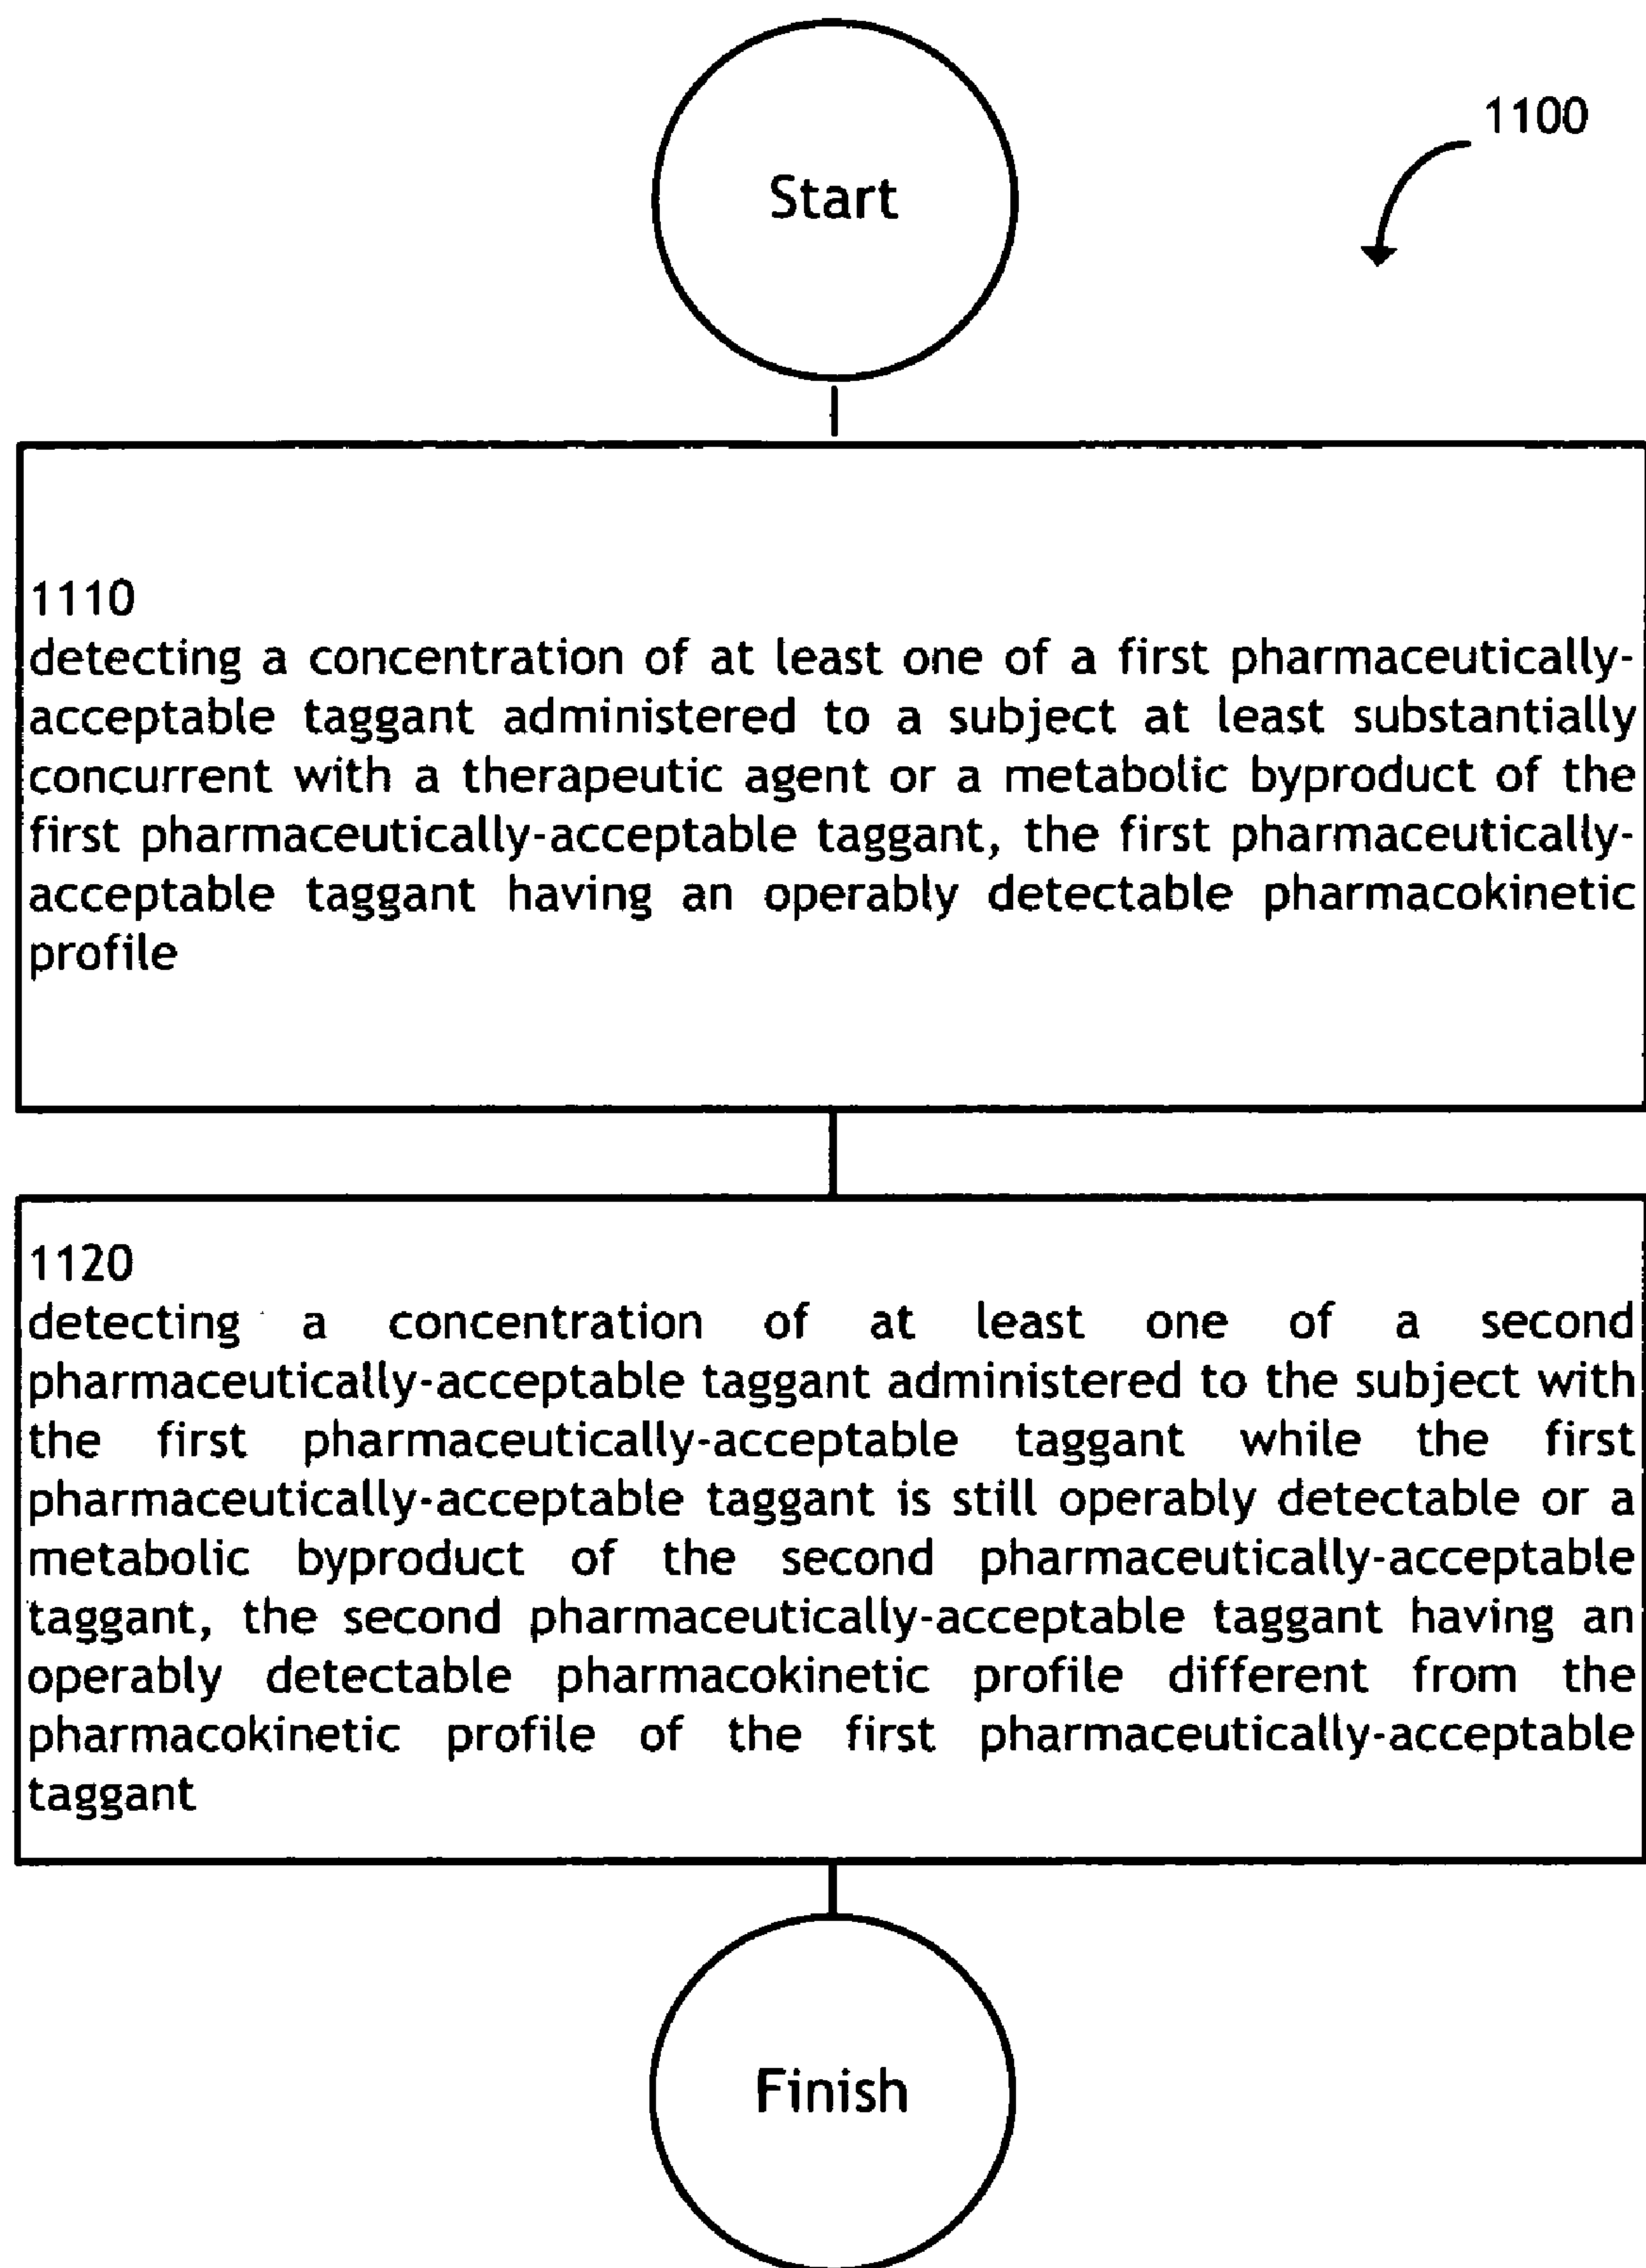 Start
1100
1110
detecting a concentration of at least one of a first pharmaceutically-
acceptable taggant administered to a subject at least substantially
concurrent with a therapeutic agent or a metabolic byproduct of the
first pharmaceutically-acceptable taggant, the first pharmaceutically-
acceptable taggant having an operably detectable pharmacokinetic
profile
1120
detecting a concentration of at least one of a second
pharmaceutically-acceptable taggant administered to the subject with
the first pharmaceutically-acceptable taggant while the first
pharmaceutically-acceptable taggant is still operably detectable or a
metabolic byproduct of the second pharmaceutically-acceptable
taggant, the second pharmaceutically-acceptable taggant having an
operably detectable pharmacokinetic profile different from the
pharmacokinetic profile of the first pharmaceutically-acceptable
taggant
Finish